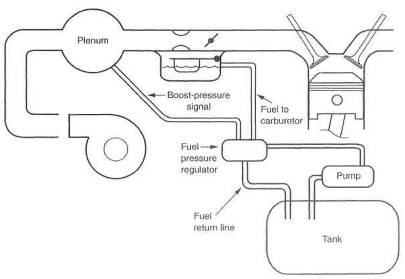 Plenum
Boost-pressure
signal
Fuel to
carburetor
Fuel
pressure
regulator
Pump
Fuel
return line
Tank